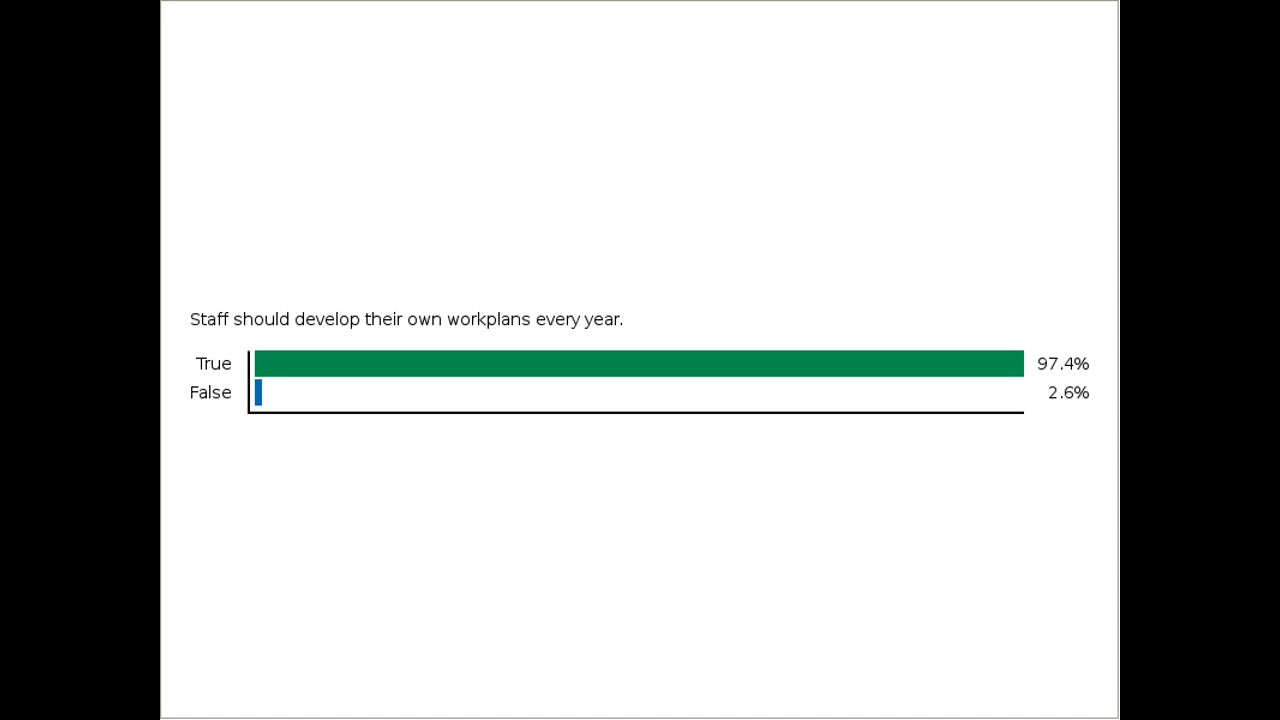 Staff should develop their own workplans every year.
True 97.4%
False 2.6%